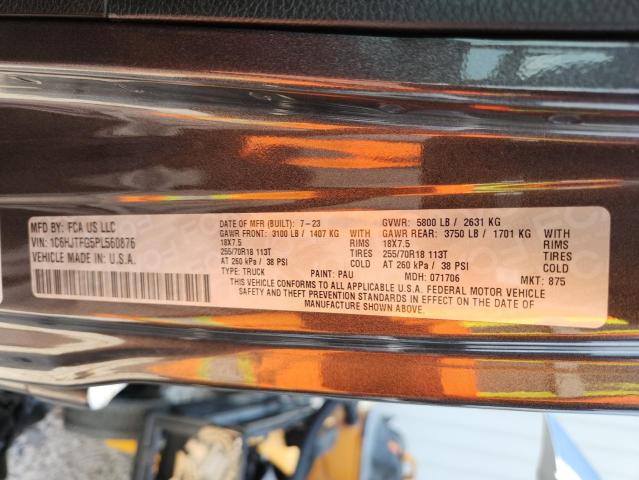 MFD BY: FCA US LLC
VIN: 1C6HJTFG5PL560876
VEHICLE MADE IN: U.S.A.
DATE OF MFR (BUILT): 7-23
GAWR FRONT: 3100 LB / 1407 KG WITH
18X7.5 RIMS
255/70R18 113T TIRES
AT 260 kPa / 38 PSI COLD
TYPE: TRUCK PAINT: PAU
GVWR: 5800 LB / 2631 KG
GAWR REAR: 3750 LB / 1701 KG WITH
18X7.5 RIMS
255/70R18 113T TIRES
AT 260 kPa / 38 PSI COLD
MDH: 071706 MKT: 875
THIS VEHICLE CONFORMS TO ALL APPLICABLE U.S.A. FEDERAL MOTOR VEHICLE
SAFETY AND THEFT PREVENTION STANDARDS IN EFFECT ON THE DATE OF
MANUFACTURE SHOWN ABOVE.